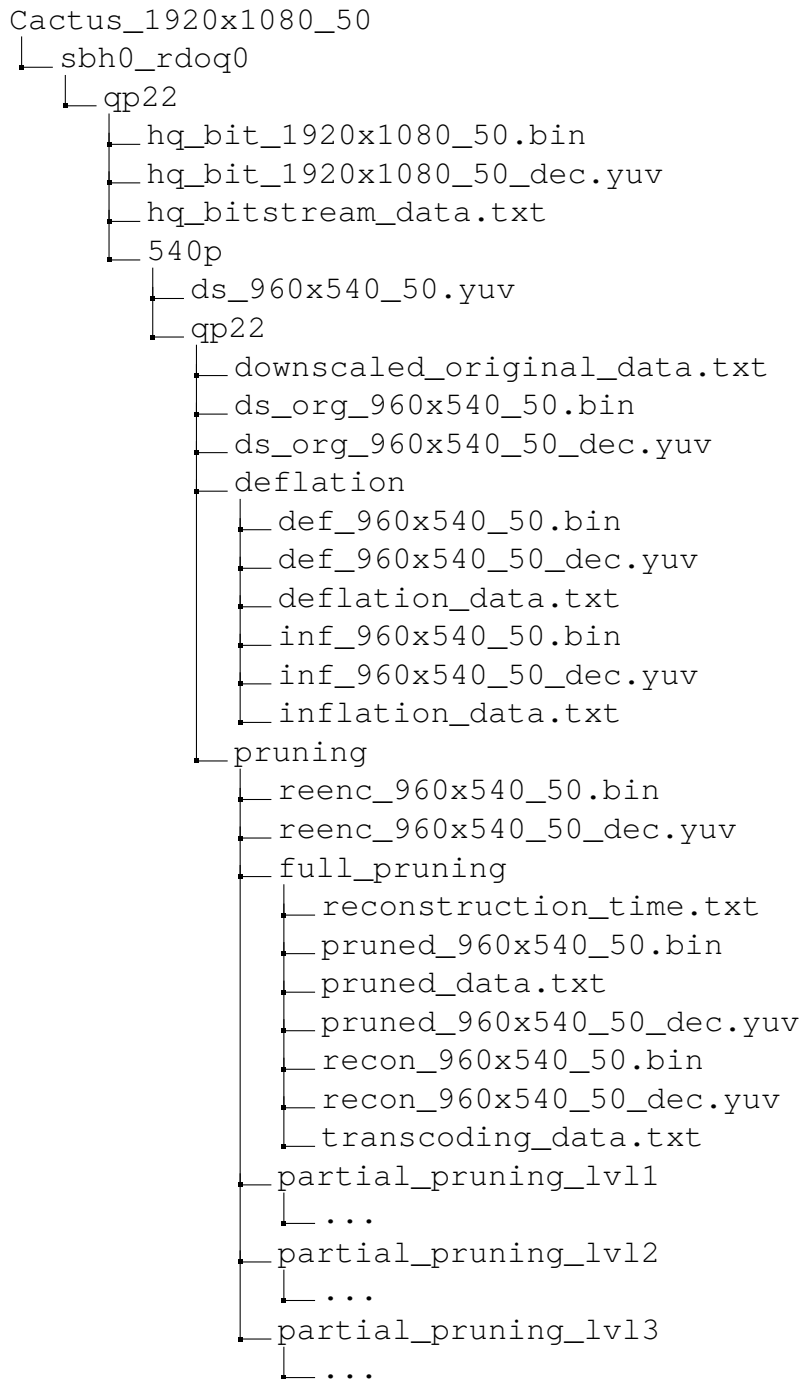 Cactus_1920x1080_50
sbh0_rdoq0
qp22
hq_bit_1920x1080_50.bin
hq_bit_1920x1080_50_dec.yuv
hq_bitstream_data.txt
540p
ds_960x540_50.yuv
qp22
downscaled_original_data.txt
ds_org_960x540_50.bin
ds_org_960x540_50_dec.yuv
deflation
def_960x540_50.bin
def_960x540_50_dec.yuv
deflation_data.txt
inf_960x540_50.bin
inf_960x540_50_dec.yuv
inflation_data.txt
pruning
reenc_960x540_50.bin
reenc_960x540_50_dec.yuv
full_pruning
reconstruction_time.txt
pruned_960x540_50.bin
pruned_data.txt
pruned_960x540_50_dec.yuv
recon_960x540_50.bin
recon_960x540_50_dec.yuv
transcoding_data.txt
partial_pruning_lvl1
...
partial_pruning_lvl2
...
partial_pruning_lvl3
...